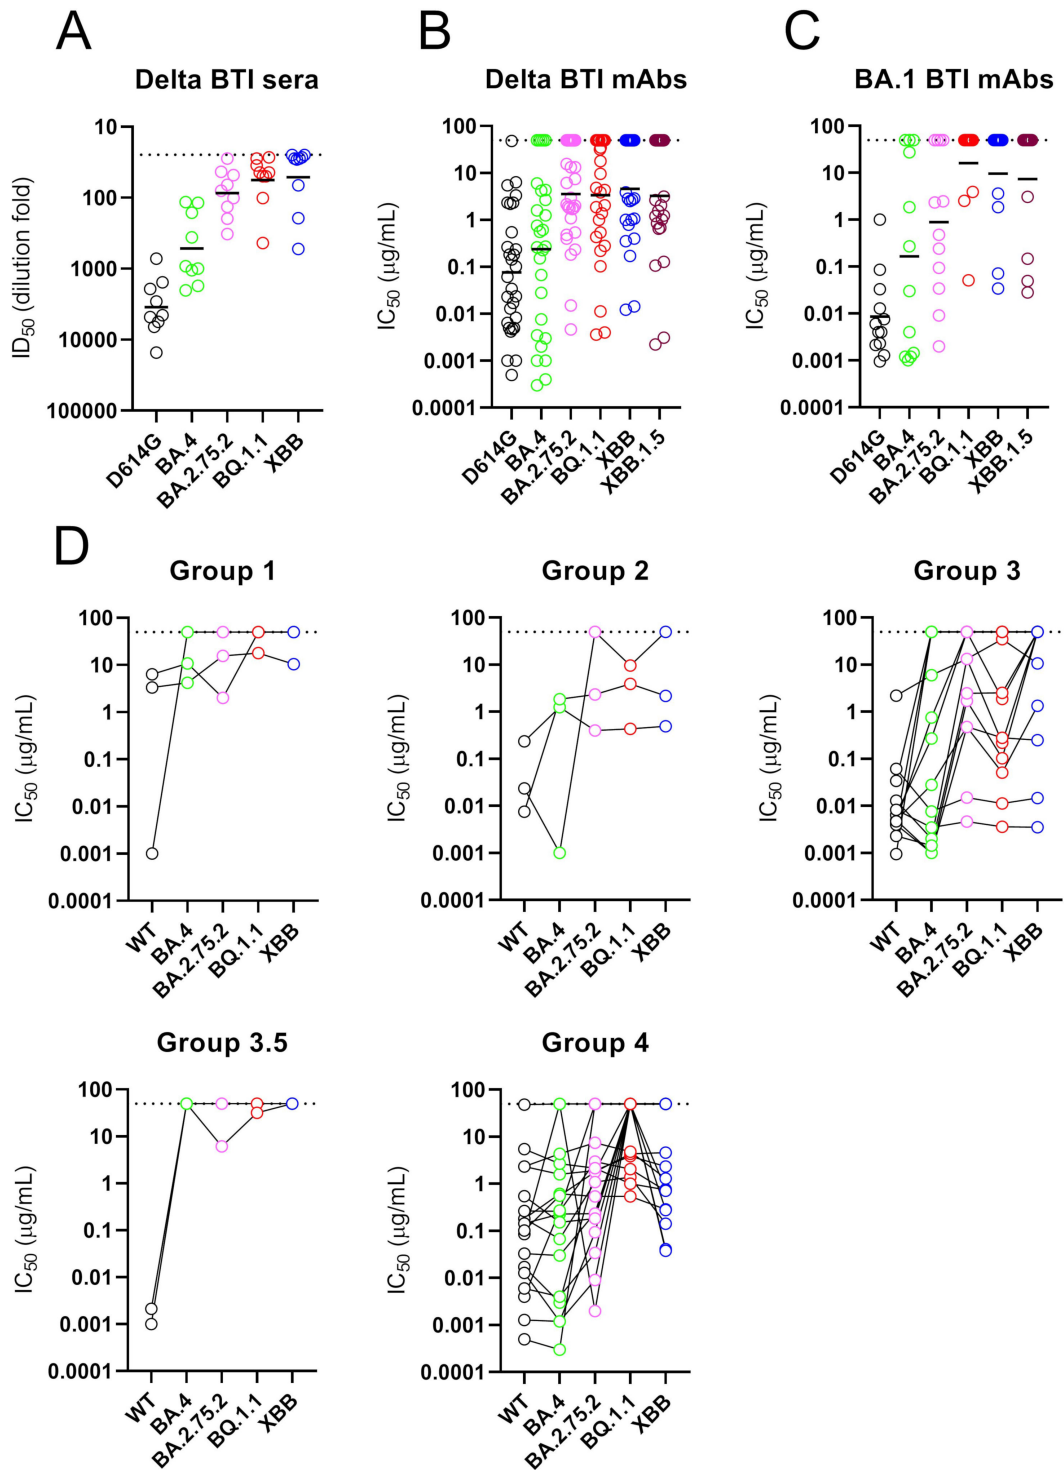 A
B
C
Delta BTI sera
Delta BTI mAbs
BA.1 BTI mAbs
ID50 (dilution fold)
10
100
1000
10000
100000
D614G
BA.4
BA.2.75.2
BQ.1.1
XBB
IC50 (μg/mL)
100
10
1
0.1
0.01
0.001
0.0001
D614G
BA.4
BA.2.75.2
BQ.1.1
XBB
XBB.1.5
IC50 (μg/mL)
100
10
1
0.1
0.01
0.001
0.0001
D614G
BA.4
BA.2.75.2
BQ.1.1
XBB
XBB.1.5
D
Group 1
Group 2
Group 3
IC50 (μg/mL)
100
10
1
0.1
0.01
0.001
0.0001
WT
BA.4
BA.2.75.2
BQ.1.1
XBB
IC50 (μg/mL)
100
10
1
0.1
0.01
0.001
0.0001
WT
BA.4
BA.2.75.2
BQ.1.1
XBB
IC50 (μg/mL)
100
10
1
0.1
0.01
0.001
0.0001
WT
BA.4
BA.2.75.2
BQ.1.1
XBB
Group 3.5
Group 4
IC50 (μg/mL)
100
10
1
0.1
0.01
0.001
0.0001
WT
BA.4
BA.2.75.2
BQ.1.1
XBB
IC50 (μg/mL)
100
10
1
0.1
0.01
0.001
0.0001
WT
BA.4
BA.2.75.2
BQ.1.1
XBB